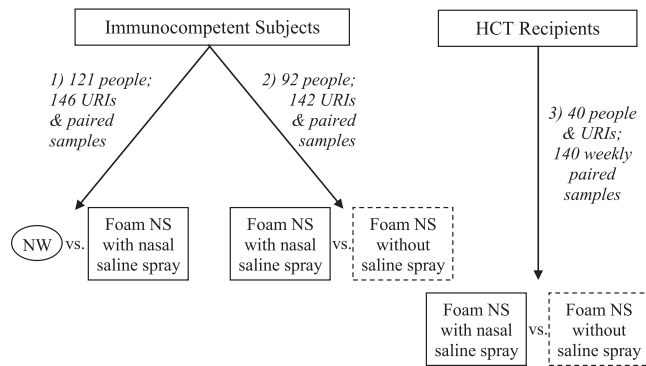 Immunocompetent Subjects
HCT Recipients
1) 121 people;
146 URIs
& paired
samples
2) 92 people;
142 URIs
& paired
samples
3) 40 people
& URIs;
140 weekly
paired
samples
NW vs.
Foam NS
with nasal
saline spray
Foam NS
with nasal
saline spray
vs.
Foam NS
without
saline spray
Foam NS
with nasal
saline spray
vs.
Foam NS
without
saline spray